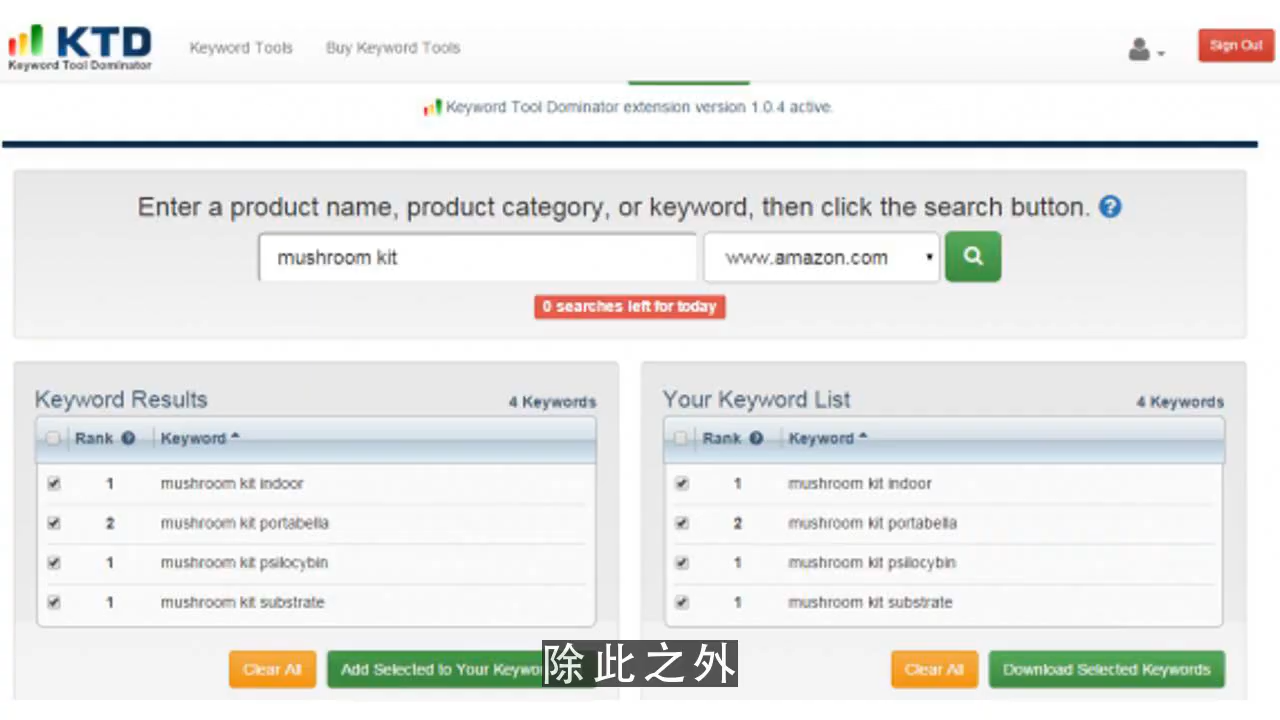 KTD
Keyword Tool Dominator
Keyword Tools
Buy Keyword Tools
Sign Out
Keyword Tool Dominator extension version 1.0.4 active.
Enter a product name, product category, or keyword, then click the search button.
mushroom kit
www.amazon.com
0 searches left for today
Keyword Results
4 Keywords
Rank
Keyword
1 mushroom kit indoor
2 mushroom kit portabella
1 mushroom kit psilocybin
1 mushroom kit substrate
Clear All
Add Selected to Your Keywo
Your Keyword List
4 Keywords
Rank
Keyword
1 mushroom kit indoor
2 mushroom kit portabella
1 mushroom kit psilocybin
1 mushroom kit substrate
Clear All
Download Selected Keywords
除此之外